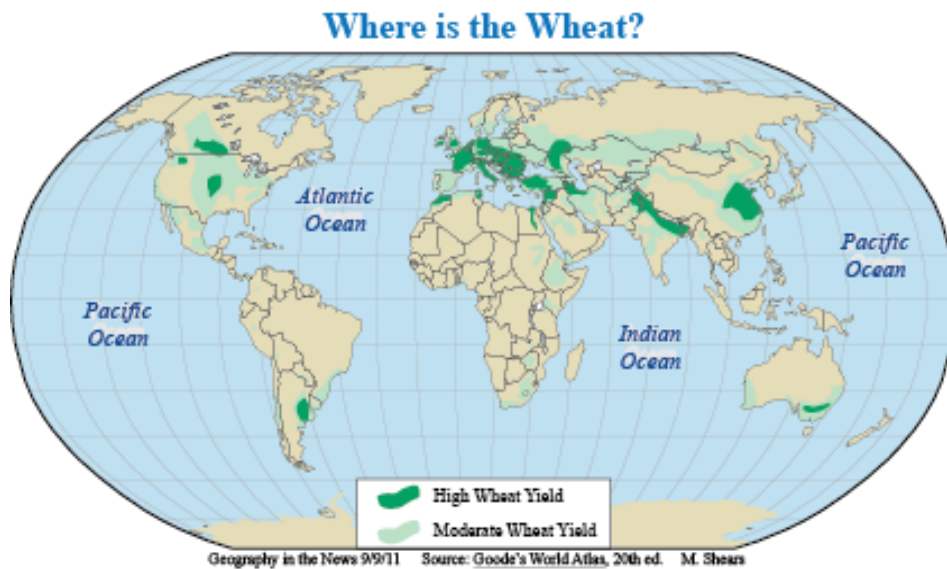 Where is the Wheat?
Atlantic
Ocean
Pacific
Ocean
Pacific
Ocean
Indian
Ocean
High Wheat Yield
Moderate Wheat Yield
Geography in the News 9/9/11 Source: Goode's World Atlas, 20th ed. M. Shears